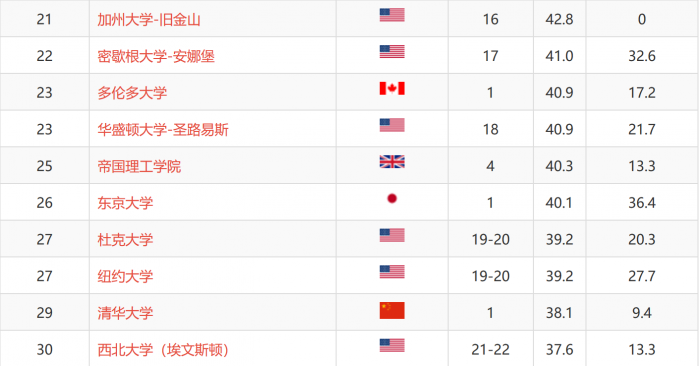 21 加州大学-旧金山 16 42.8 0
22 密歇根大学-安娜堡 17 41.0 32.6
23 多伦多大学 1 40.9 17.2
23 华盛顿大学-圣路易斯 18 40.9 21.7
25 帝国理工学院 4 40.3 13.3
26 东京大学 1 40.1 36.4
27 杜克大学 19-20 39.2 20.3
27 纽约大学 19-20 39.2 27.7
29 清华大学 1 38.1 9.4
30 西北大学（埃文斯顿） 21-22 37.6 13.3